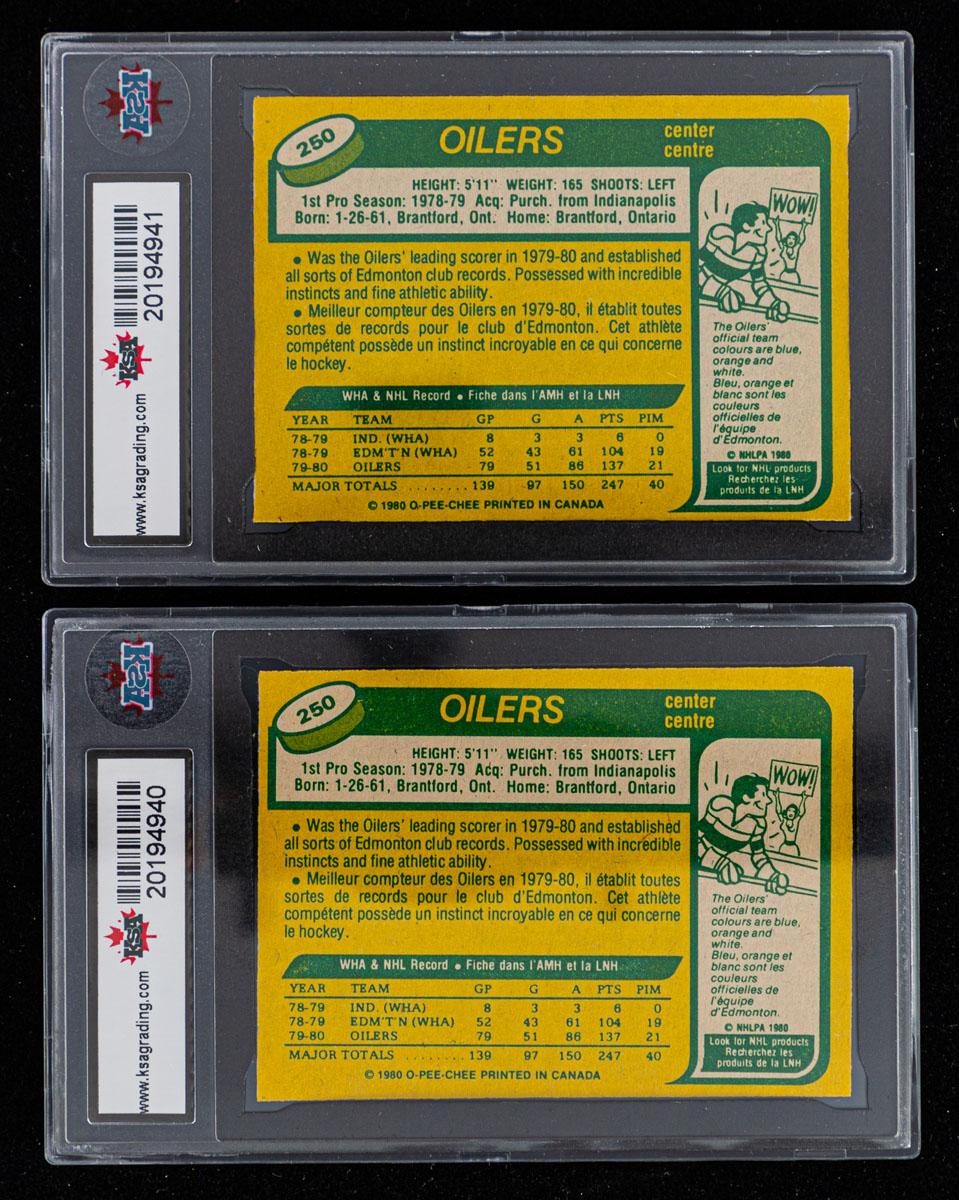 KSA
20194941
KSA
www.ksagrading.com
250
OILERS
center
centre
HEIGHT: 5'11" WEIGHT: 165 SHOOTS: LEFT
1st Pro Season: 1978-79 Acq: Purch. from Indianapolis
Born: 1-26-61, Brantford, Ont. Home: Brantford, Ontario
• Was the Oilers' leading scorer in 1979-80 and established
all sorts of Edmonton club records. Possessed with incredible
instincts and fine athletic ability.
• Meilleur compteur des Oilers en 1979-80, il établit toutes
sortes de records pour le club d'Edmonton. Cet athlète
compétent possède un instinct incroyable en ce qui concerne
le hockey.
WHA & NHL Record • Fiche dans l'AMH et la LNH
YEAR TEAM GP G A PTS PIM
78-79 IND. (WHA) 8 3 3 6 0
78-79 EDM'T'N (WHA) 52 43 61 104 19
79-80 OILERS 79 51 86 137 21
MAJOR TOTALS ........ 139 97 150 247 40
© 1980 O-PEE-CHEE PRINTED IN CANADA
WOW!
The Oilers'
official team
colours are blue,
orange and
white.
Bleu, orange et
blanc sont les
couleurs
officielles de
l'équipe
d'Edmonton.
© NHLPA 1980
Look for NHL products
Recherchez les
produits de la LNH
KSA
20194940
KSA
www.ksagrading.com
250
OILERS
center
centre
HEIGHT: 5'11" WEIGHT: 165 SHOOTS: LEFT
1st Pro Season: 1978-79 Acq: Purch. from Indianapolis
Born: 1-26-61, Brantford, Ont. Home: Brantford, Ontario
• Was the Oilers' leading scorer in 1979-80 and established
all sorts of Edmonton club records. Possessed with incredible
instincts and fine athletic ability.
• Meilleur compteur des Oilers en 1979-80, il établit toutes
sortes de records pour le club d'Edmonton. Cet athlète
compétent possède un instinct incroyable en ce qui concerne
le hockey.
WHA & NHL Record • Fiche dans l'AMH et la LNH
YEAR TEAM GP G A PTS PIM
78-79 IND. (WHA) 8 3 3 6 0
78-79 EDM'T'N (WHA) 52 43 61 104 19
79-80 OILERS 79 51 86 137 21
MAJOR TOTALS ........ 139 97 150 247 40
© 1980 O-PEE-CHEE PRINTED IN CANADA
WOW!
The Oilers'
official team
colours are blue,
orange and
white.
Bleu, orange et
blanc sont les
couleurs
officielles de
l'équipe
d'Edmonton.
© NHLPA 1980
Look for NHL products
Recherchez les
produits de la LNH